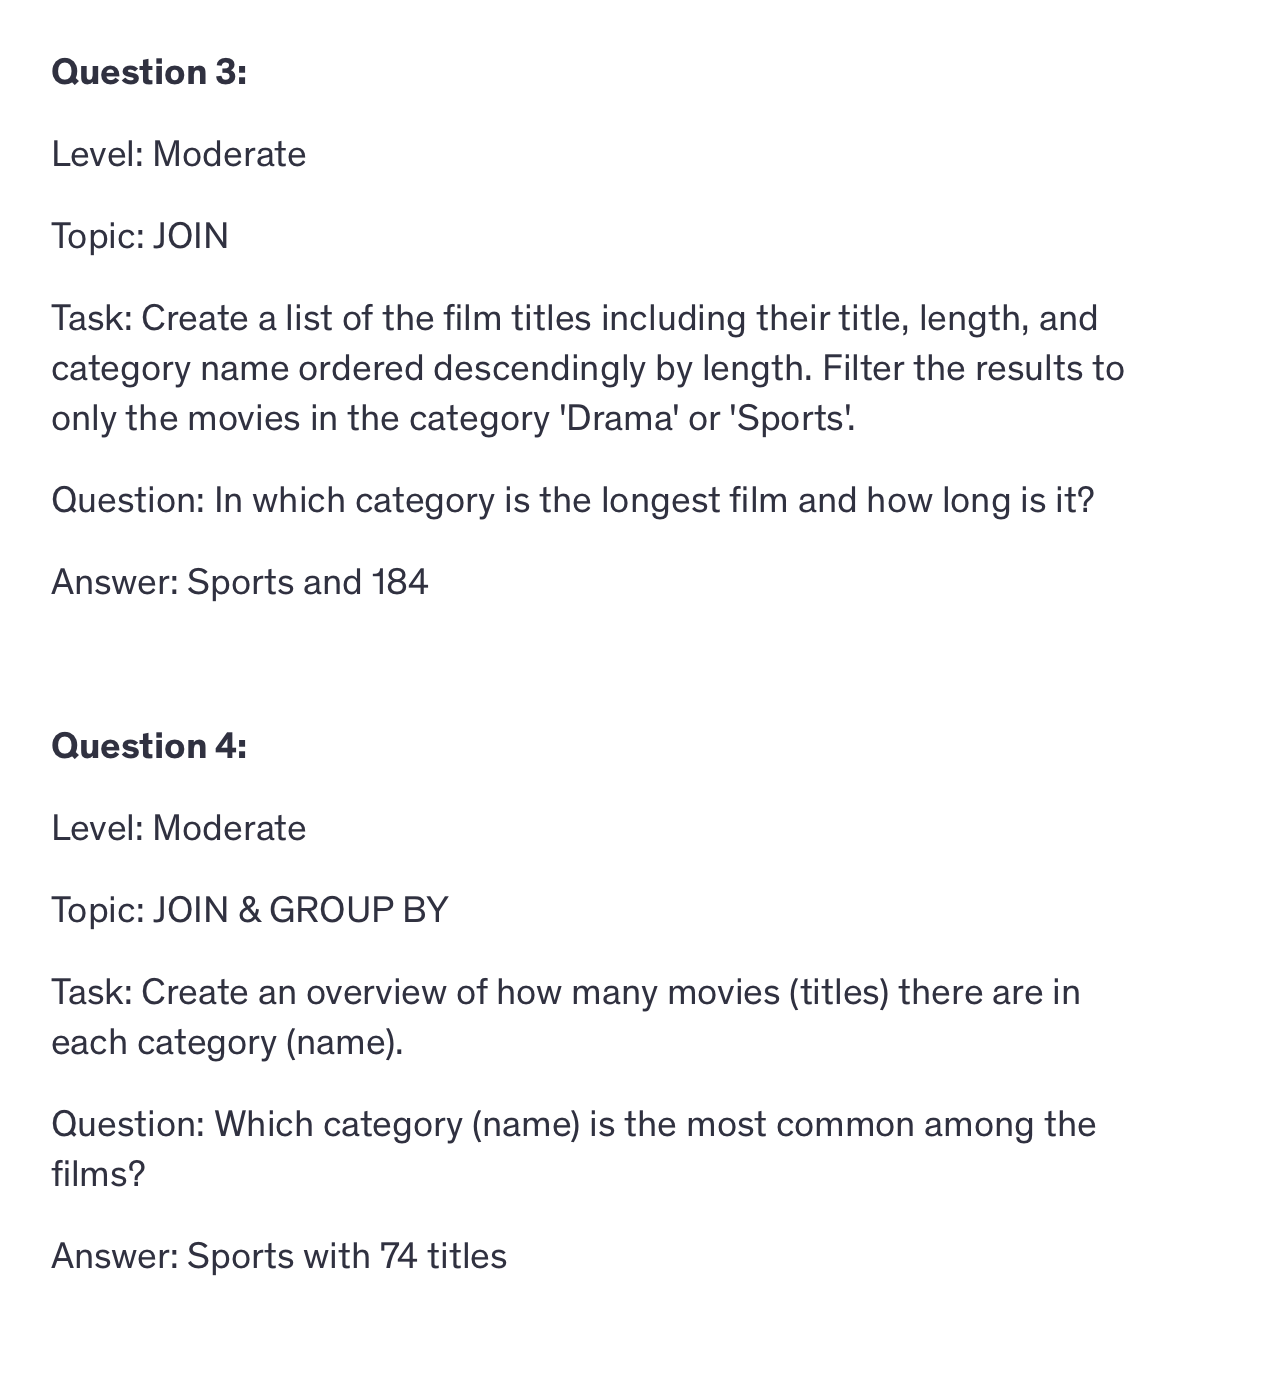 Question 3:
Level: Moderate
Topic: JOIN
Task: Create a list of the film titles including their title, length, and
category name ordered descendingly by length. Filter the results to
only the movies in the category 'Drama' or 'Sports'.
Question: In which category is the longest film and how long is it?
Answer: Sports and 184
Question 4:
Level: Moderate
Topic: JOIN & GROUP BY
Task: Create an overview of how many movies (titles) there are in
each category (name).
Question: Which category (name) is the most common among the
films?
Answer: Sports with 74 titles